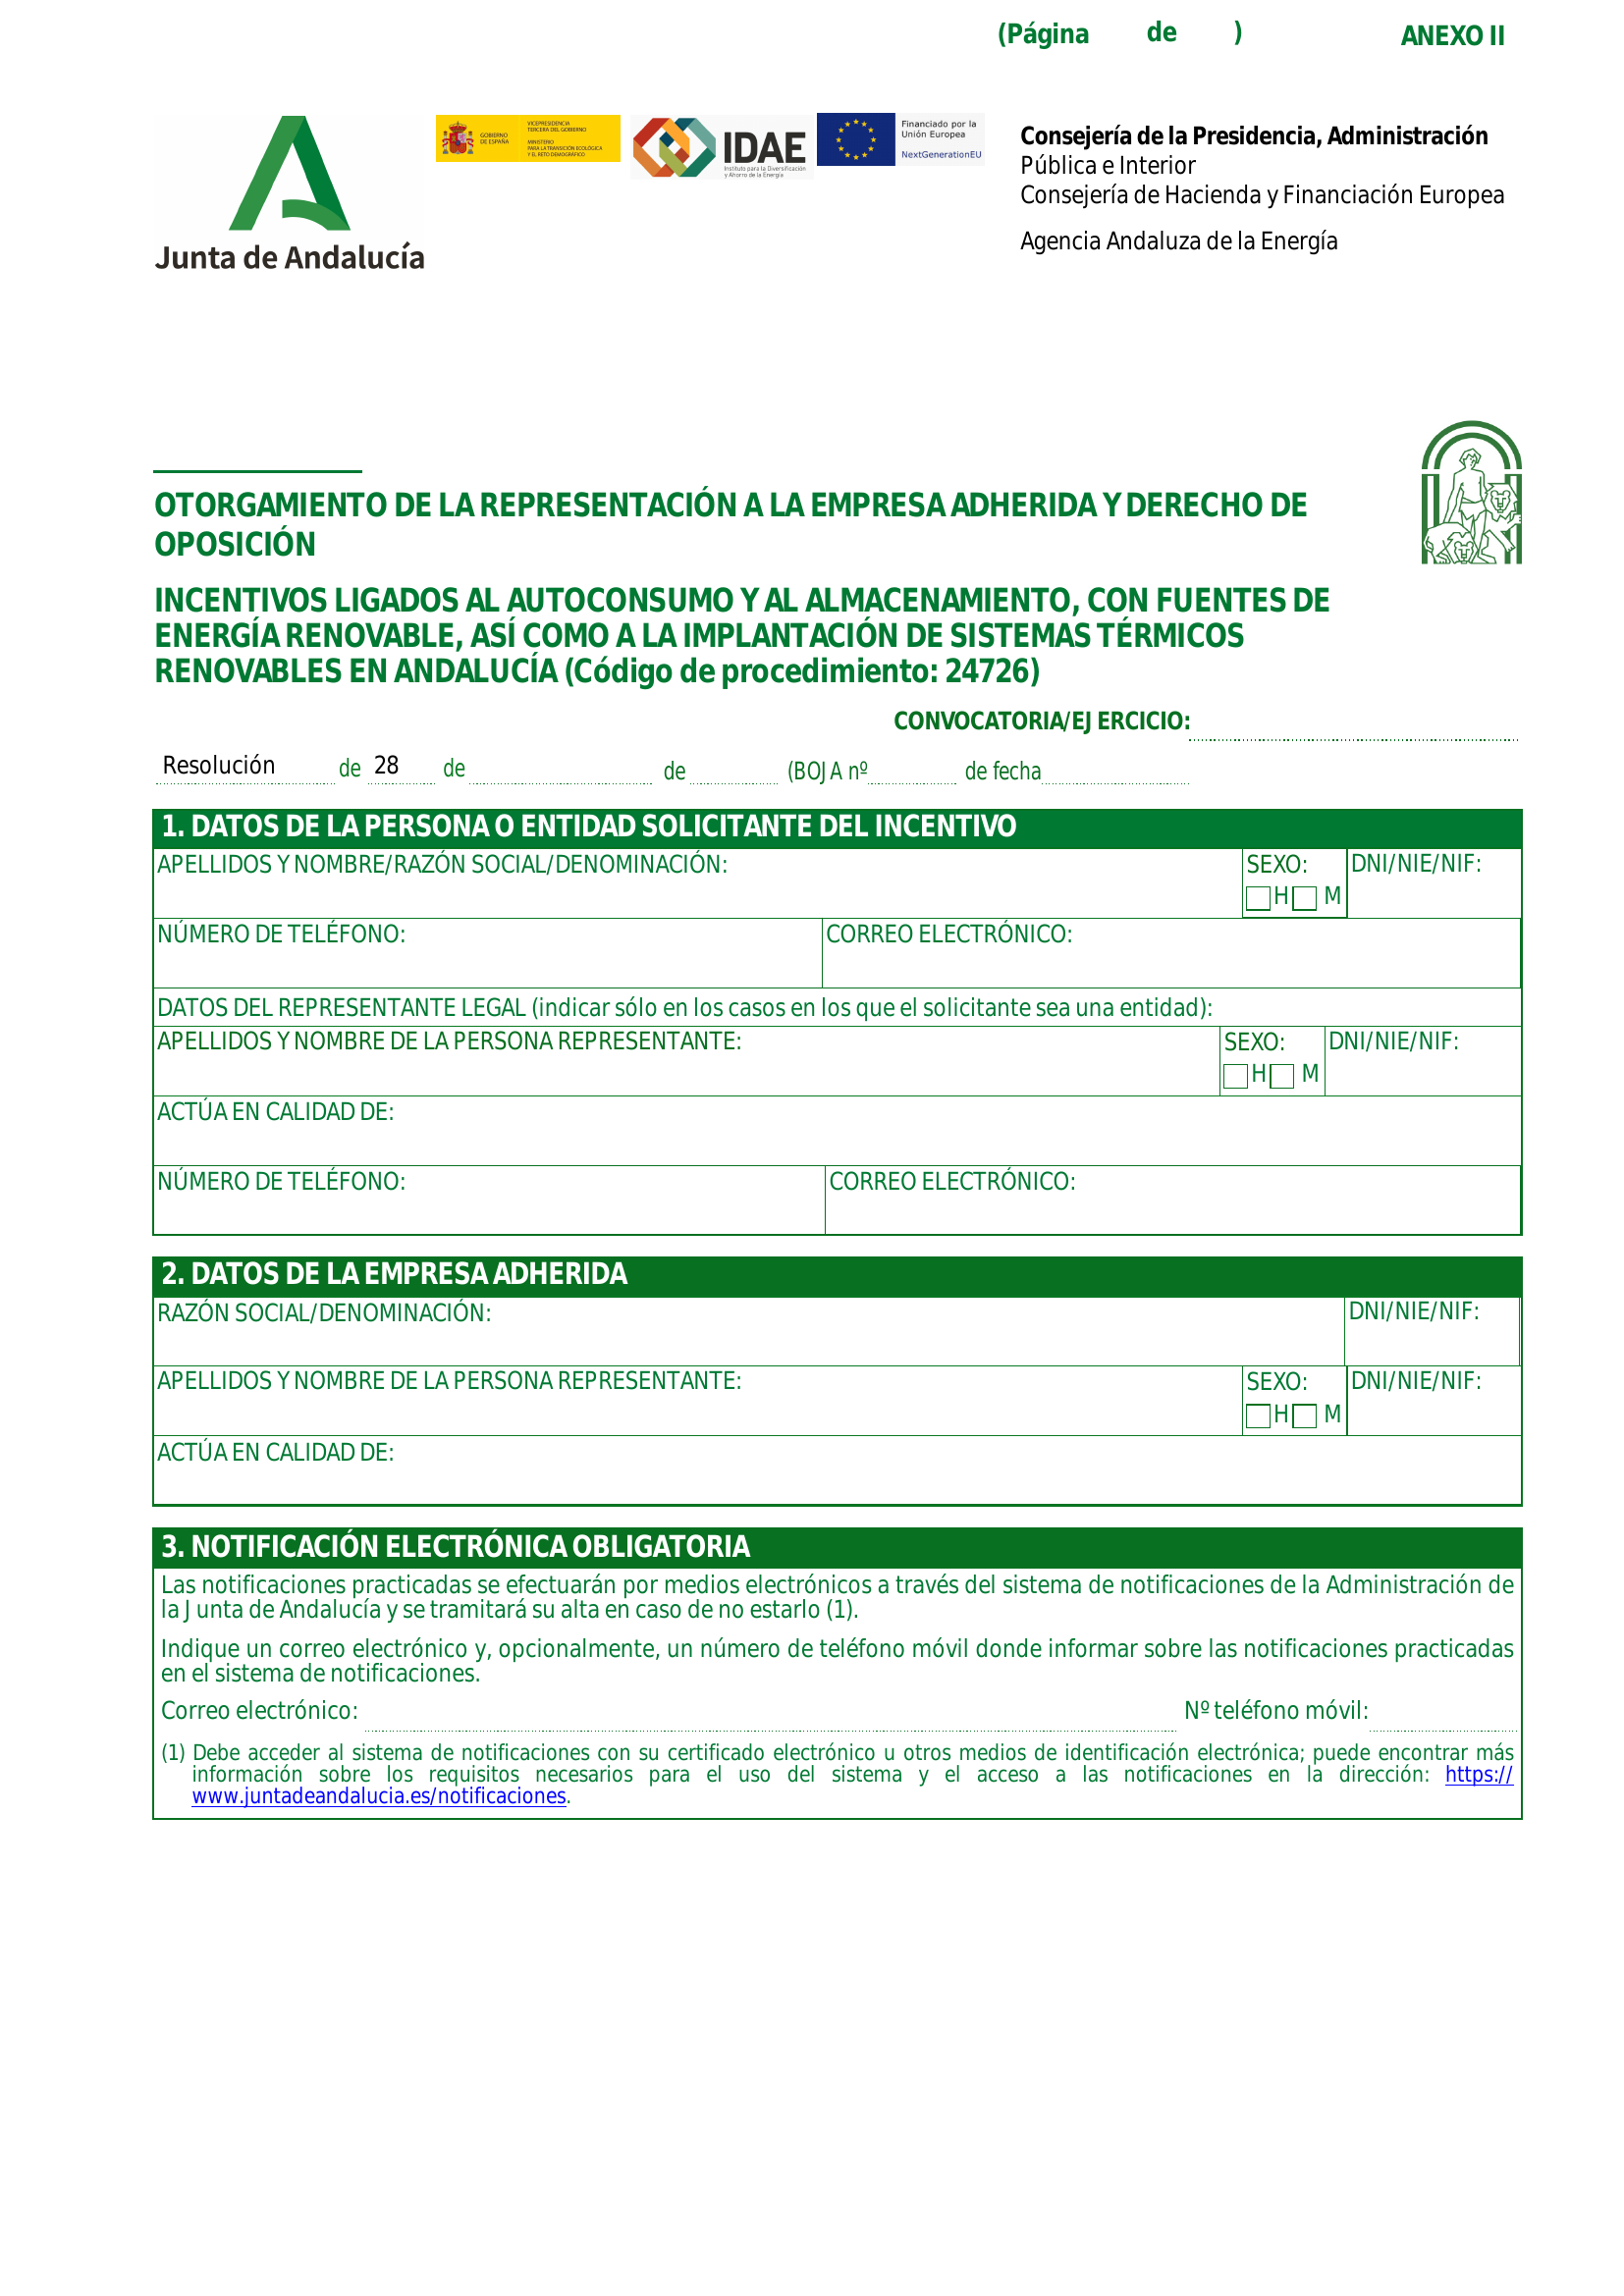 (Página de ) ANEXO II
GOBIERNO DE ESPAÑA
VICEPRESIDENCIA
TERCERA DEL GOBIERNO
MINISTERIO
PARA LA TRANSICIÓN ECOLÓGICA
Y EL RETO DEMOGRÁFICO
IDAE
Instituto para la Diversificación
y Ahorro de la Energía
Financiado por la
Unión Europea
NextGenerationEU
Junta de Andalucía
Consejería de la Presidencia, Administración
Pública e Interior
Consejería de Hacienda y Financiación Europea
Agencia Andaluza de la Energía
OTORGAMIENTO DE LA REPRESENTACIÓN A LA EMPRESA ADHERIDA Y DERECHO DE
OPOSICIÓN
INCENTIVOS LIGADOS AL AUTOCONSUMO Y AL ALMACENAMIENTO, CON FUENTES DE
ENERGÍA RENOVABLE, ASÍ COMO A LA IMPLANTACIÓN DE SISTEMAS TÉRMICOS
RENOVABLES EN ANDALUCÍA (Código de procedimiento: 24726)
CONVOCATORIA/EJERCICIO:
Resolución de 28 de de (BOJA nº de fecha
1. DATOS DE LA PERSONA O ENTIDAD SOLICITANTE DEL INCENTIVO
APELLIDOS Y NOMBRE/RAZÓN SOCIAL/DENOMINACIÓN: SEXO: DNI/NIE/NIF:
H M
NÚMERO DE TELÉFONO: CORREO ELECTRÓNICO:
DATOS DEL REPRESENTANTE LEGAL (indicar sólo en los casos en los que el solicitante sea una entidad):
APELLIDOS Y NOMBRE DE LA PERSONA REPRESENTANTE: SEXO: DNI/NIE/NIF:
H M
ACTÚA EN CALIDAD DE:
NÚMERO DE TELÉFONO: CORREO ELECTRÓNICO:
2. DATOS DE LA EMPRESA ADHERIDA
RAZÓN SOCIAL/DENOMINACIÓN: DNI/NIE/NIF:
APELLIDOS Y NOMBRE DE LA PERSONA REPRESENTANTE: SEXO: DNI/NIE/NIF:
H M
ACTÚA EN CALIDAD DE:
3. NOTIFICACIÓN ELECTRÓNICA OBLIGATORIA
Las notificaciones practicadas se efectuarán por medios electrónicos a través del sistema de notificaciones de la Administración de
la Junta de Andalucía y se tramitará su alta en caso de no estarlo (1).
Indique un correo electrónico y, opcionalmente, un número de teléfono móvil donde informar sobre las notificaciones practicadas
en el sistema de notificaciones.
Correo electrónico: Nº teléfono móvil:
(1) Debe acceder al sistema de notificaciones con su certificado electrónico u otros medios de identificación electrónica; puede encontrar más
información sobre los requisitos necesarios para el uso del sistema y el acceso a las notificaciones en la dirección: https://
www.juntadeandalucia.es/notificaciones.